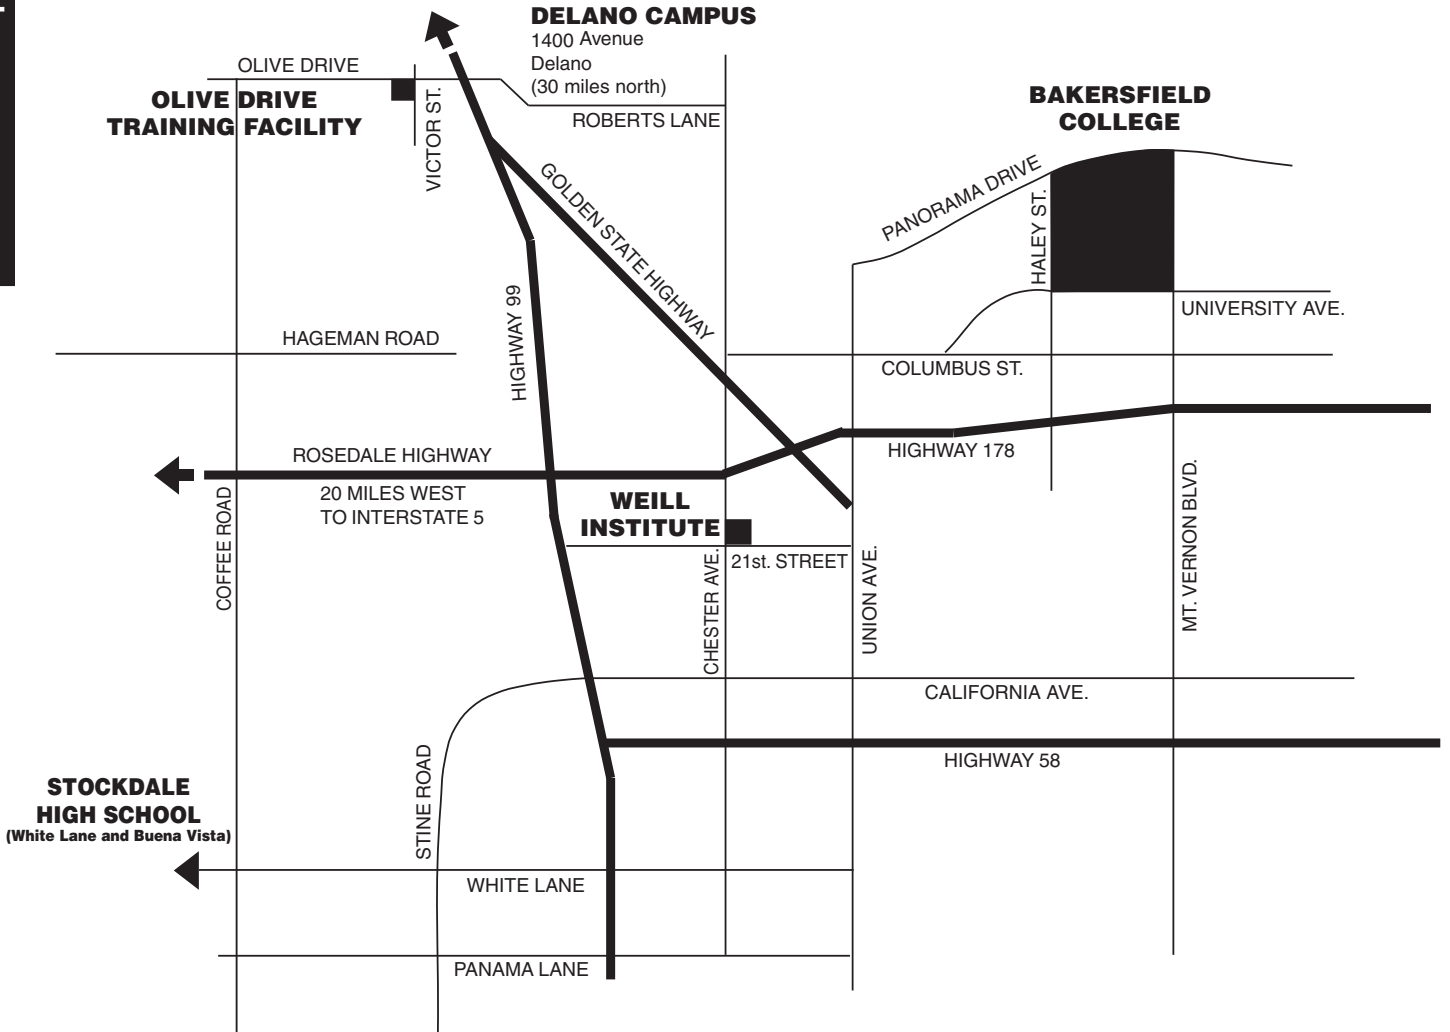 DELANO CAMPUS
1400 Avenue
Delano
(30 miles north)
OLIVE DRIVE
OLIVE DRIVE
TRAINING FACILITY
VICTOR ST.
ROBERTS LANE
BAKERSFIELD
COLLEGE
PANORAMA DRIVE
HALEY ST.
GOLDEN STATE HIGHWAY
HIGHWAY 99
UNIVERSITY AVE.
HAGEMAN ROAD
COLUMBUS ST.
ROSEDALE HIGHWAY
HIGHWAY 178
20 MILES WEST
TO INTERSTATE 5
WEILL
INSTITUTE
COFFEE ROAD
CHESTER AVE.
21st. STREET
UNION AVE.
MT. VERNON BLVD.
CALIFORNIA AVE.
HIGHWAY 58
STINE ROAD
STOCKDALE
HIGH SCHOOL
(White Lane and Buena Vista)
WHITE LANE
PANAMA LANE